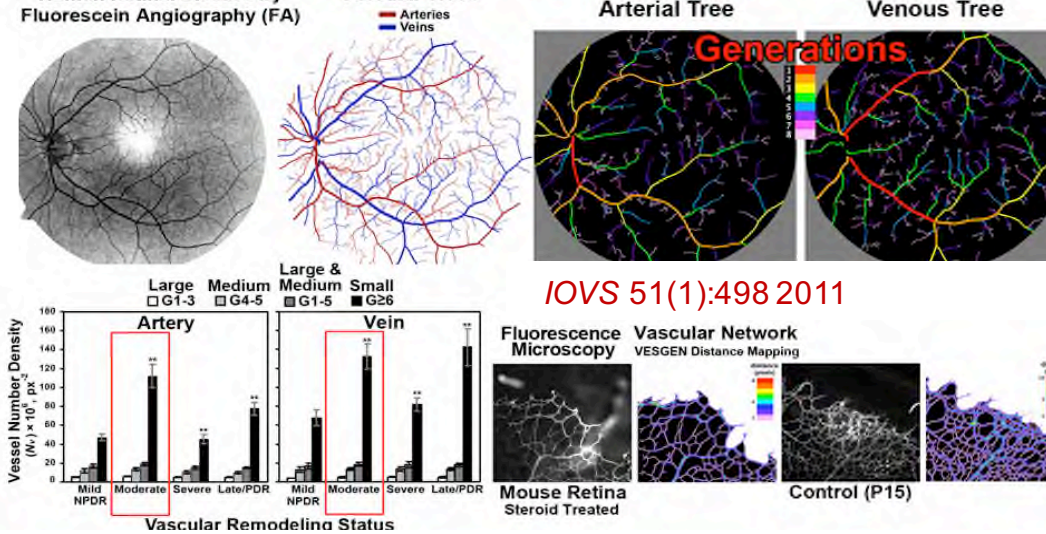 Fluorescein Angiography (FA)
Arteries
Veins
Arterial Tree
Venous Tree
Generations
1
2
3
4
5
6
7
8
Large
G1-3
Medium
G4-5
Large &
Medium
G1-5
Small
G≥6
Vessel Number Density
(Nv) × 10⁶, px⁻²
160
140
120
100
80
60
40
20
0
Artery
**
**
**
Mild
NPDR
Moderate
Severe
Late/PDR
Vein
**
**
**
Mild
NPDR
Moderate
Severe
Late/PDR
Vascular Remodeling Status
IOVS 51(1):498 2011
Fluorescence
Microscopy
Vascular Network
VESGEN Distance Mapping
distance
(pixels)
Mouse Retina
Steroid Treated
Control (P15)